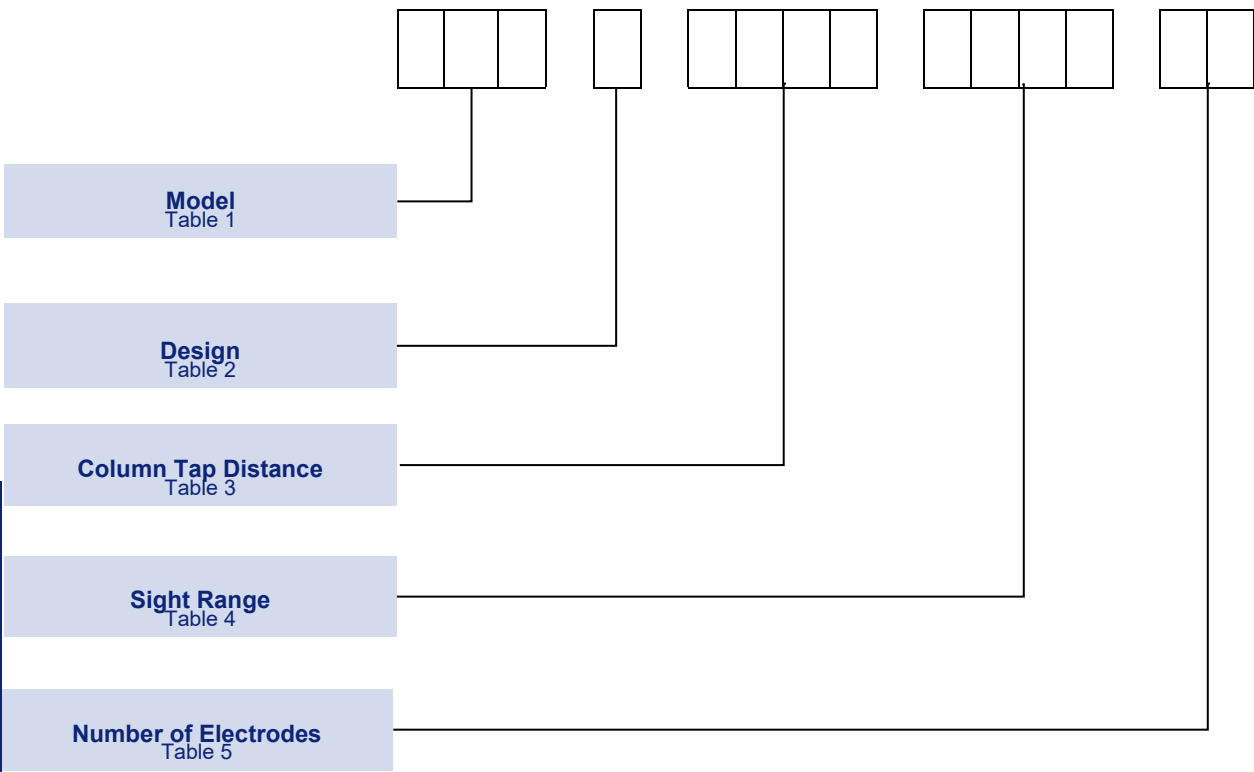 Model
Table 1
Design
Table 2
Column Tap Distance
Table 3
Sight Range
Table 4
Number of Electrodes
Table 5